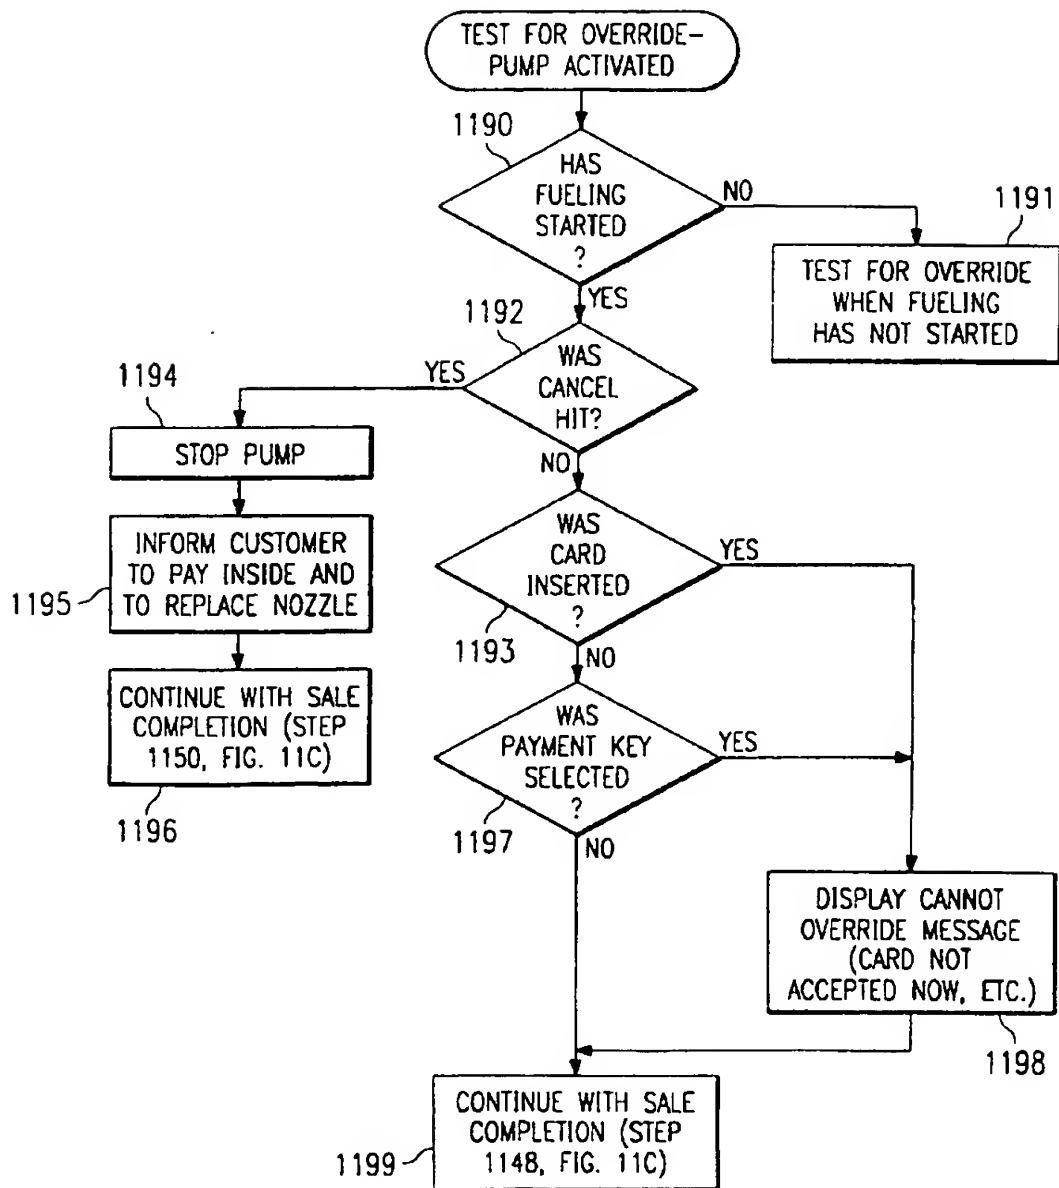 TEST FOR OVERRIDE-
PUMP ACTIVATED
1190
HAS
FUELING
STARTED
?
NO
1191
TEST FOR OVERRIDE
WHEN FUELING
HAS NOT STARTED
YES
1192
WAS
CANCEL
HIT?
YES
1194
STOP PUMP
NO
INFORM CUSTOMER
TO PAY INSIDE AND
TO REPLACE NOZZLE
1195
WAS
CARD
INSERTED
?
YES
1193
NO
CONTINUE WITH SALE
COMPLETION (STEP
1150, FIG. 11C)
1196
WAS
PAYMENT KEY
SELECTED
?
YES
1197
NO
DISPLAY CANNOT
OVERRIDE MESSAGE
(CARD NOT
ACCEPTED NOW, ETC.)
1198
CONTINUE WITH SALE
COMPLETION (STEP
1148, FIG. 11C)
1199